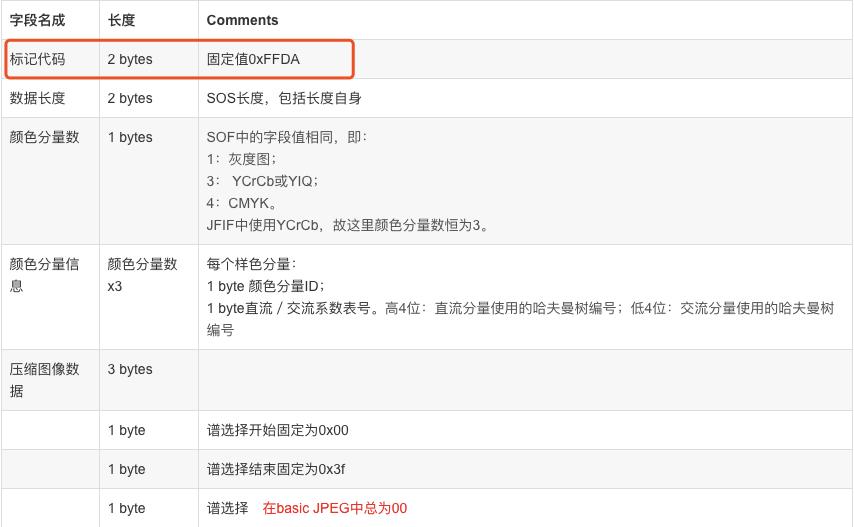 字段名成 长度 Comments
标记代码 2 bytes 固定值0xFFDA
数据长度 2 bytes SOS长度，包括长度自身
颜色分量数 1 bytes SOF中的字段值相同，即：
1：灰度图；
3： YCrCb或YIQ；
4：CMYK。
JFIF中使用YCrCb，故这里颜色分量数恒为3。
颜色分量信 颜色分量数 每个样色分量：
息 x3 1 byte 颜色分量ID；
1 byte直流／交流系数表号。高4位：直流分量使用的哈夫曼树编号；低4位：交流分量使用的哈夫曼树
编号
压缩图像数 3 bytes
据
1 byte 谱选择开始固定为0x00
1 byte 谱选择结束固定为0x3f
1 byte 谱选择 在basic JPEG中总为00